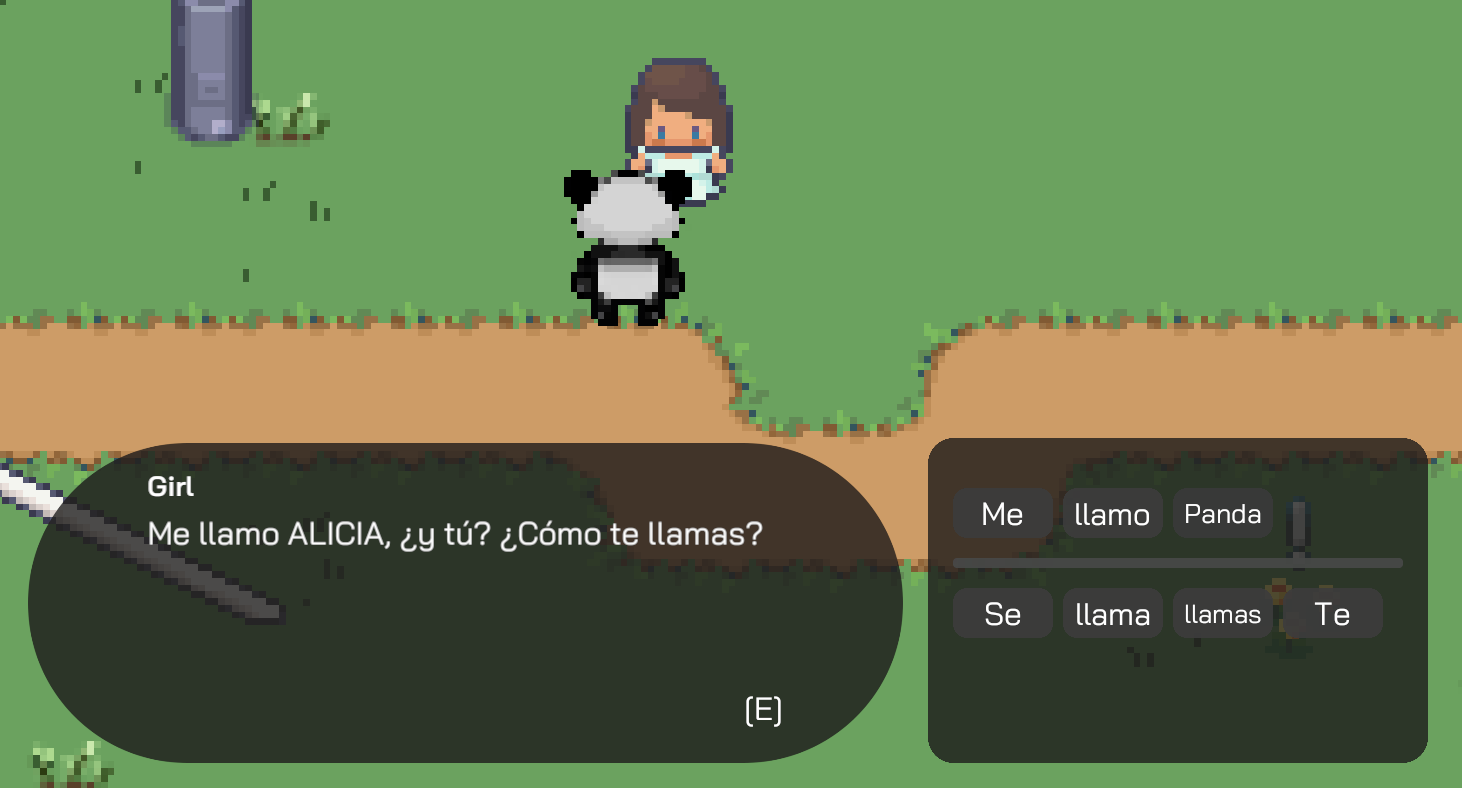 Girl
Me llamo ALICIA, ¿y tú? ¿Cómo te llamas?
(E)
Me llamo Panda
Se llama llamas Te